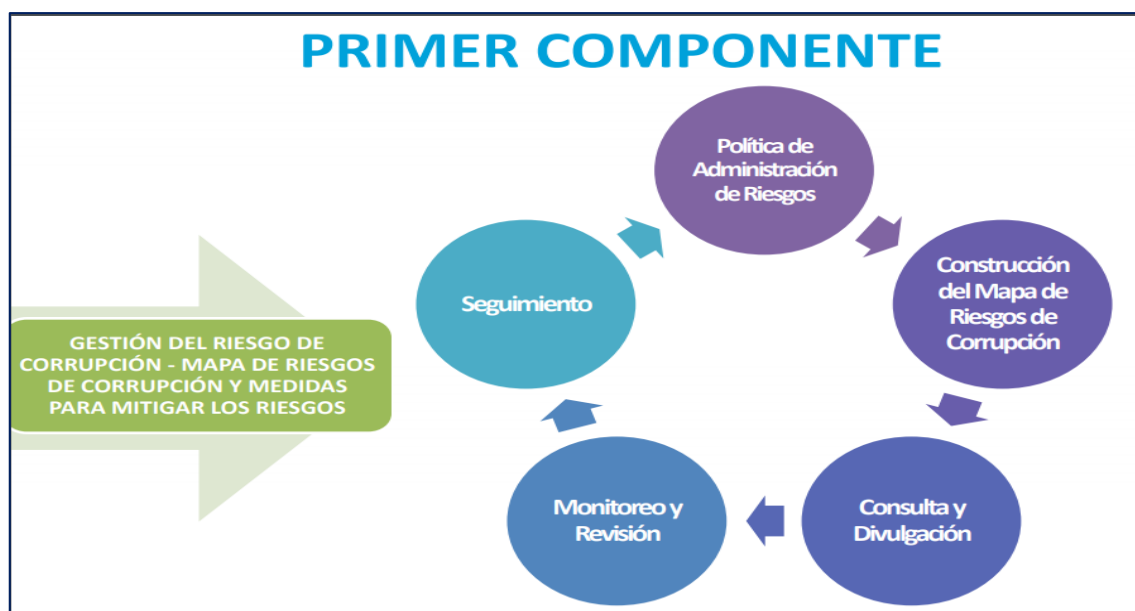 PRIMER COMPONENTE
GESTIÓN DEL RIESGO DE
CORRUPCIÓN - MAPA DE RIESGOS
DE CORRUPCIÓN Y MEDIDAS
PARA MITIGAR LOS RIESGOS
Política de
Administración
de Riesgos
Construcción
del Mapa de
Riesgos de
Corrupción
Consulta y
Divulgación
Monitoreo y
Revisión
Seguimiento